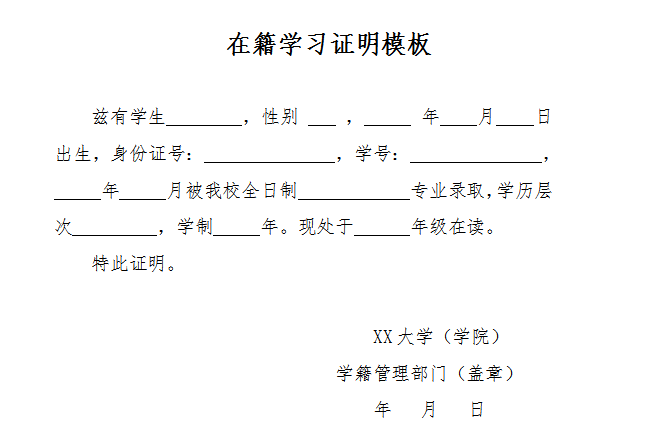 在籍学习证明模板
兹有学生________，性别 ___ ，_____ 年____月____日
出生，身份证号：______________，学号：______________，
_____年_____月被我校全日制____________专业录取，学历层
次_________，学制_____年。现处于______年级在读。
特此证明。
XX大学（学院）
学籍管理部门（盖章）
年 月 日